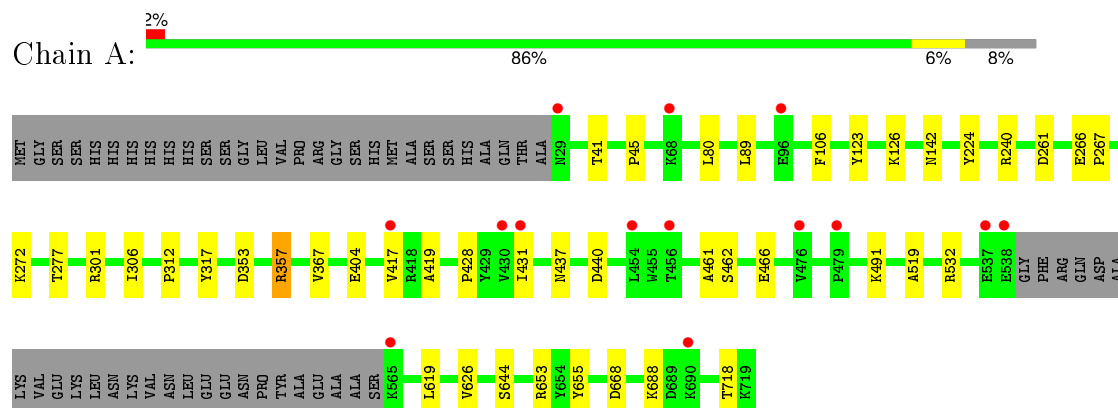 2%
Chain A:
86% 6% 8%
MET GLY SER SER HIS HIS HIS HIS HIS HIS SER SER GLY LEU VAL PRO ARG GLY SER HIS MET ALA SER SER HIS ALA GLN THR ALA N29 T41 P45 K68 L80 L89 E96 F106 Y123 K126 N142 Y224 R240 D261 E266 P267
K272 T277 R301 I306 P312 Y317 D353 R357 V367 E404 V417 R418 A419 P428 Y429 V430 I431 N437 D440 L454 W455 T456 A461 S462 E466 V476 P479 K491 A519 R532 E537 E538 GLY PHE ARG GLN ASP ALA
LYS VAL GLU LYS LEU ASN LYS VAL ASN LEU GLU GLU ASN PRO TYR ALA GLU ALA ALA SER K565 L619 V626 S644 R653 Y654 Y655 D668 K688 D689 K690 T718 K719